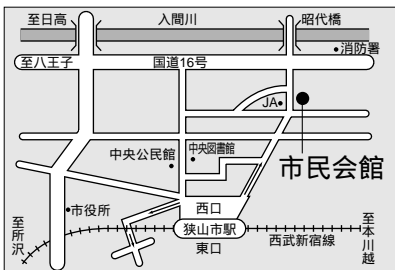 至日高
入間川
昭代橋
消防署
至八王子
国道16号
JA
市民会館
中央公民館
中央図書館
市役所
西口
狭山市駅
東口
西武新宿線
至所沢
至本川越